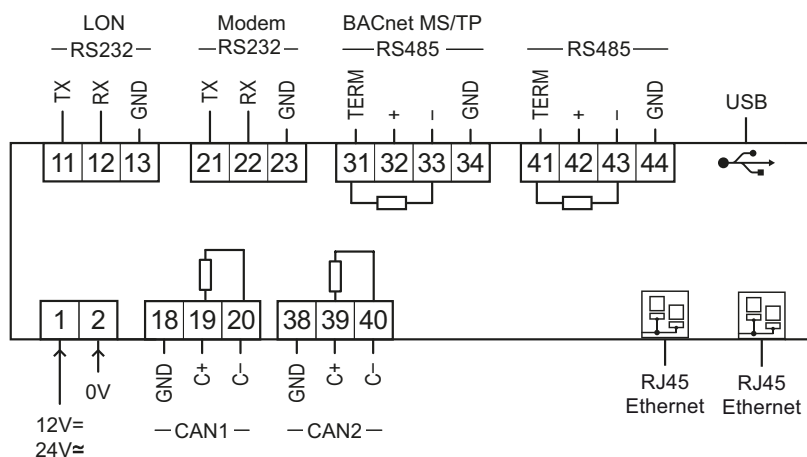 LON Modem BACnet MS/TP
RS232 RS232 RS485 RS485
TX RX GND TX RX GND TERM + – GND TERM + – GND USB
11 12 13 21 22 23 31 32 33 34 41 42 43 44
1 2 18 19 20 38 39 40
0V GND C+ C– GND C+ C– RJ45 RJ45
Ethernet Ethernet
12V= CAN1 CAN2
24V≃